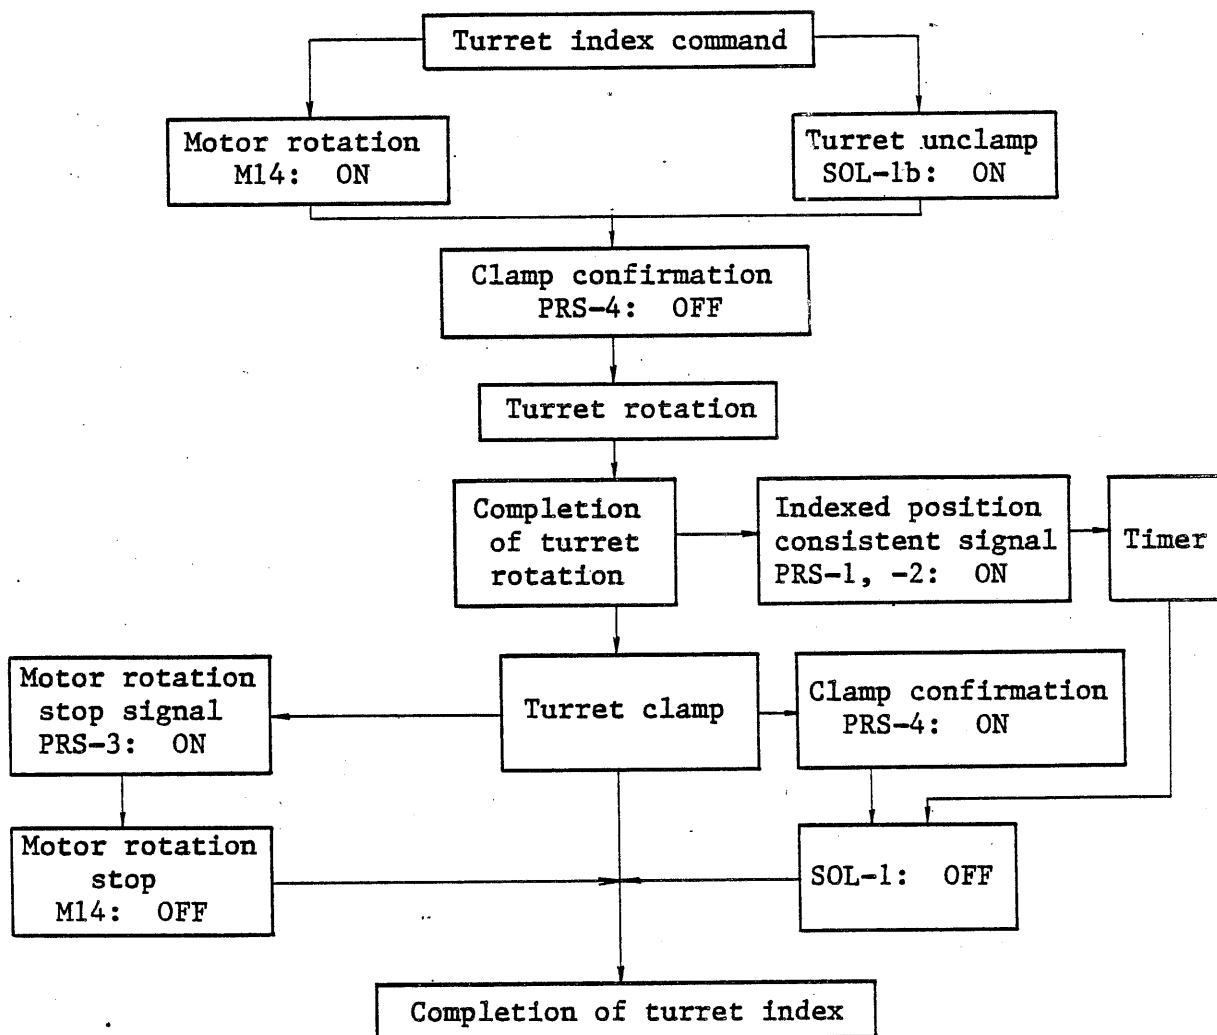 Turret index command
Motor rotation
M14: ON
Turret unclamp
SOL-1b: ON
Clamp confirmation
PRS-4: OFF
Turret rotation
Completion
of turret
rotation
Indexed position
consistent signal
PRS-1, -2: ON
Timer
Motor rotation
stop signal
PRS-3: ON
Turret clamp
Clamp confirmation
PRS-4: ON
Motor rotation
stop
M14: OFF
SOL-1: OFF
Completion of turret index